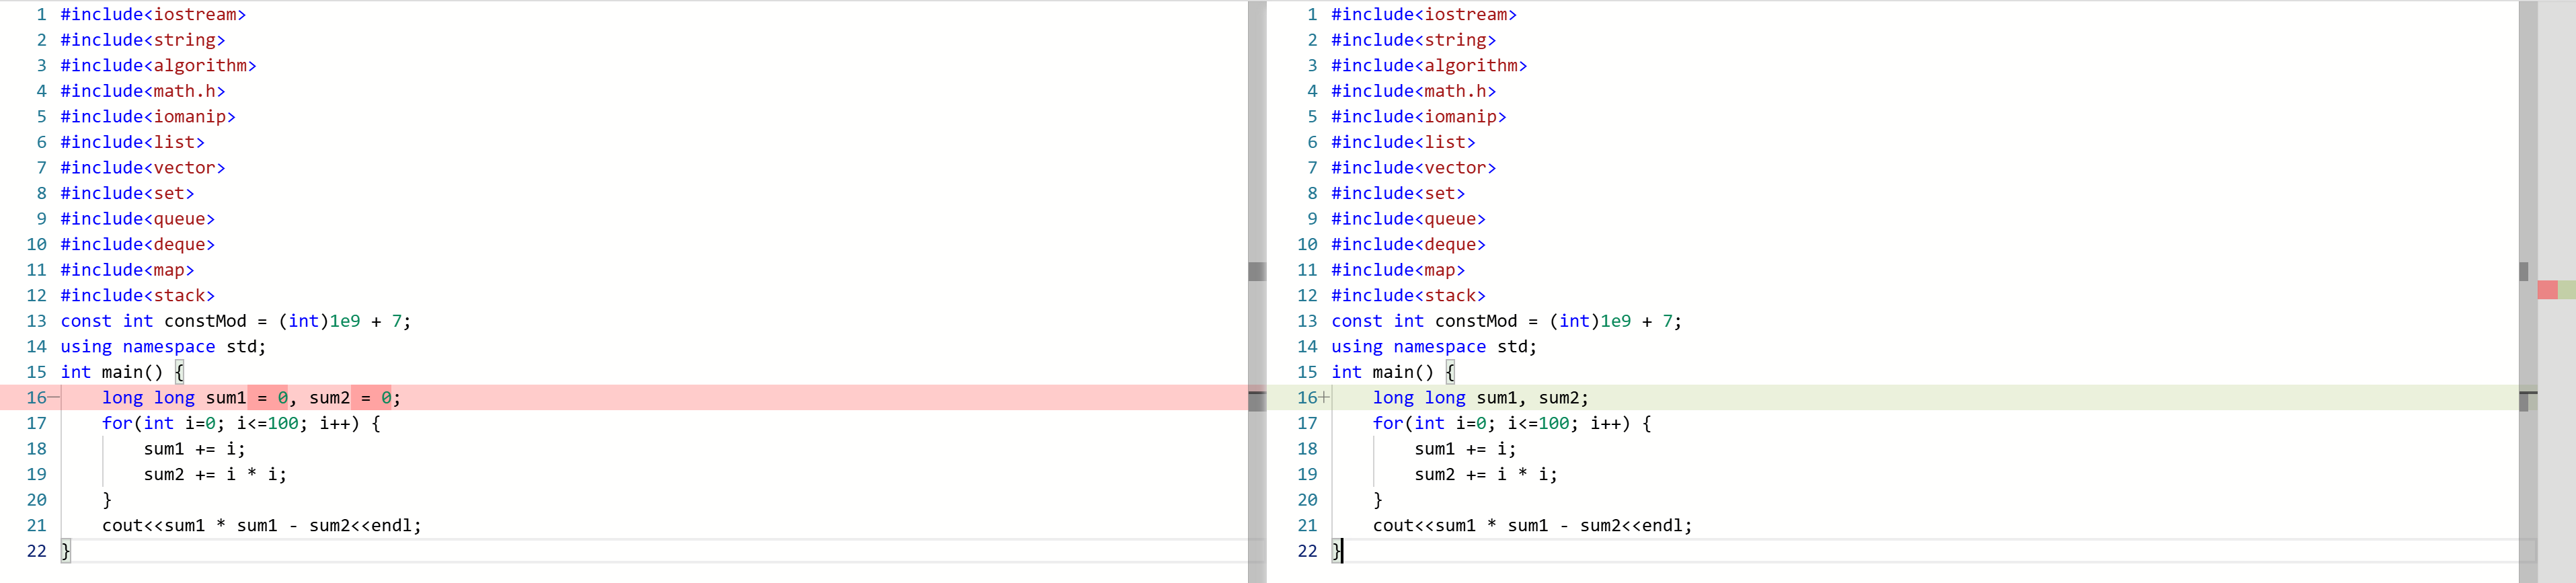 1 #include<iostream>
2 #include<string>
3 #include<algorithm>
4 #include<math.h>
5 #include<iomanip>
6 #include<list>
7 #include<vector>
8 #include<set>
9 #include<queue>
10 #include<deque>
11 #include<map>
12 #include<stack>
13 const int constMod = (int)1e9 + 7;
14 using namespace std;
15 int main() {
16− long long sum1 = 0, sum2 = 0;
17 for(int i=0; i<=100; i++) {
18 sum1 += i;
19 sum2 += i * i;
20 }
21 cout<<sum1 * sum1 - sum2<<endl;
22 }
1 #include<iostream>
2 #include<string>
3 #include<algorithm>
4 #include<math.h>
5 #include<iomanip>
6 #include<list>
7 #include<vector>
8 #include<set>
9 #include<queue>
10 #include<deque>
11 #include<map>
12 #include<stack>
13 const int constMod = (int)1e9 + 7;
14 using namespace std;
15 int main() {
16+ long long sum1, sum2;
17 for(int i=0; i<=100; i++) {
18 sum1 += i;
19 sum2 += i * i;
20 }
21 cout<<sum1 * sum1 - sum2<<endl;
22 }